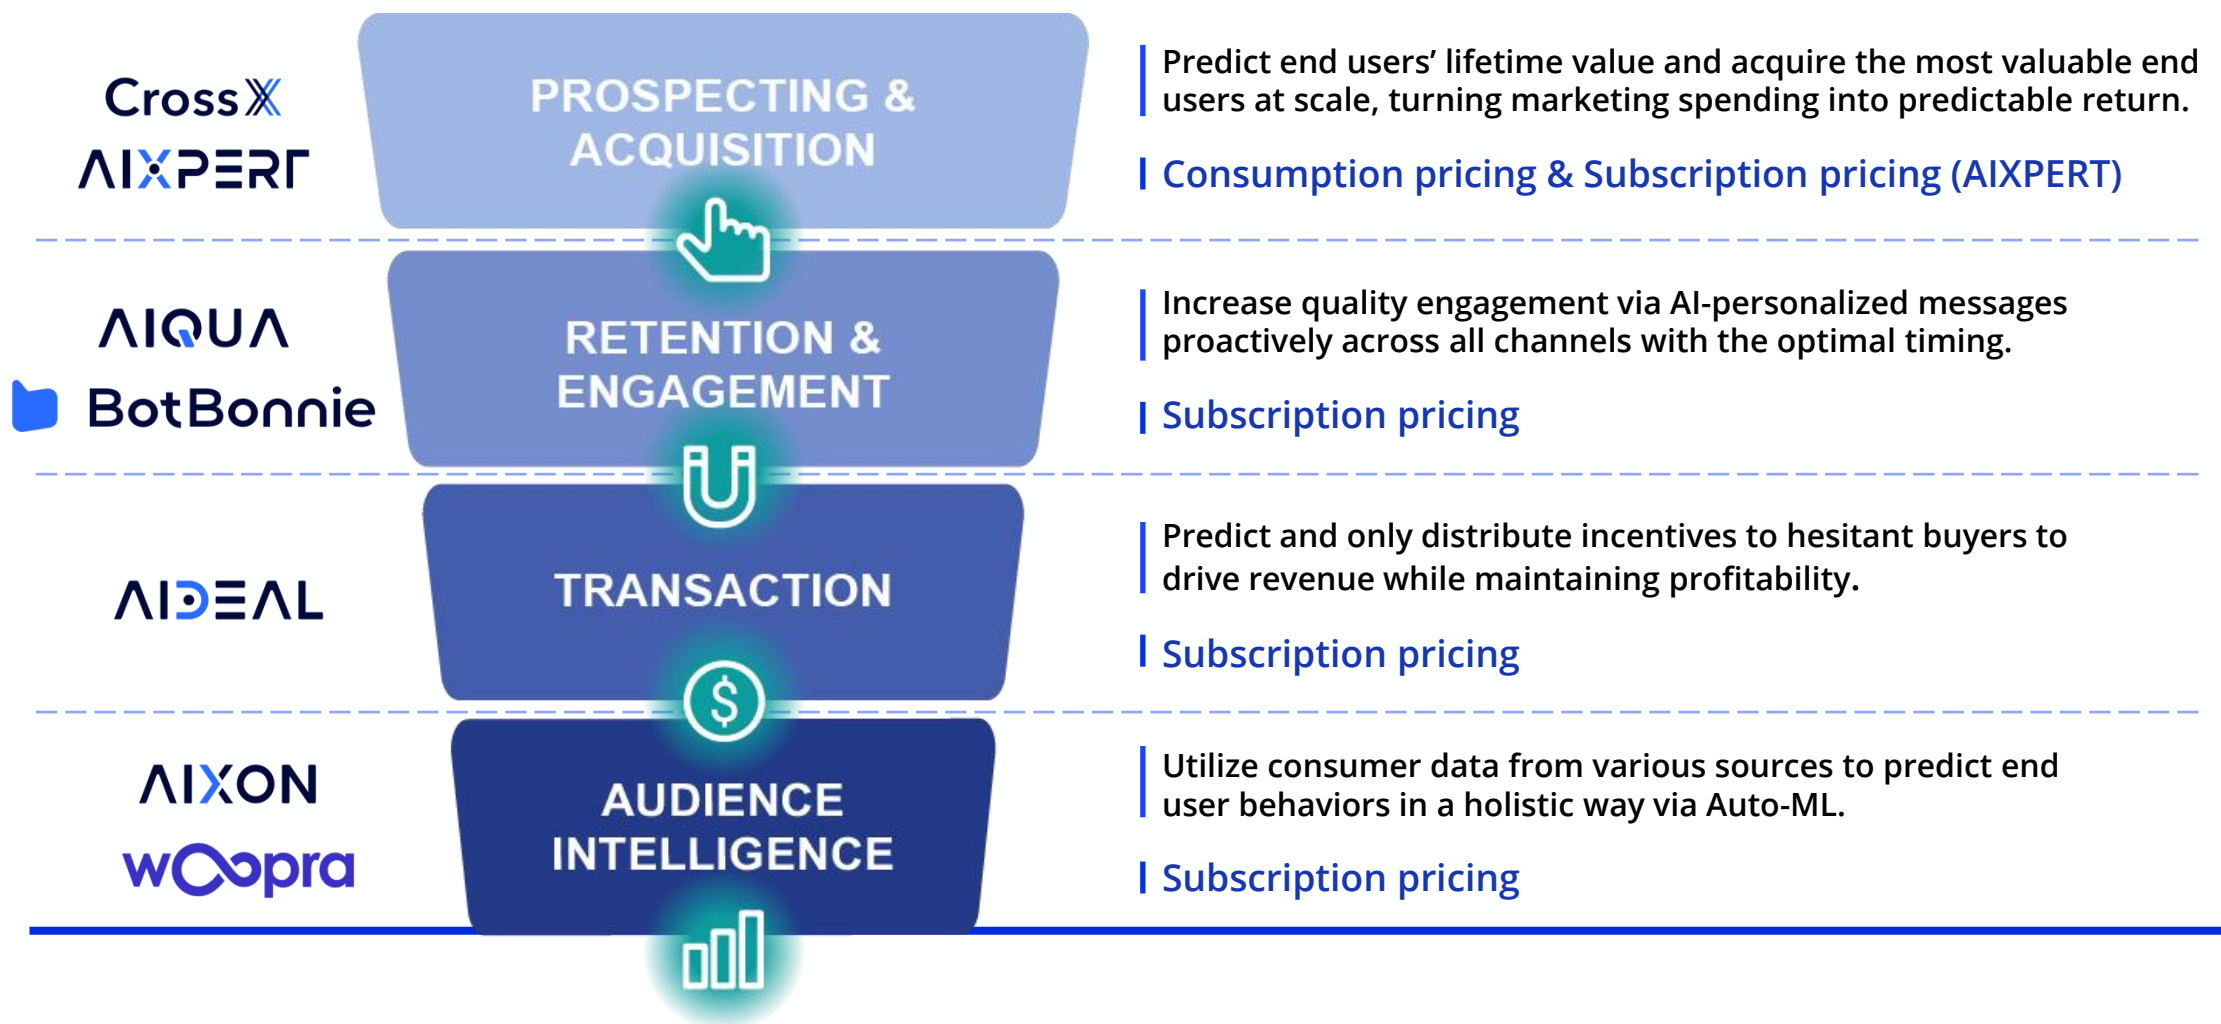 CrossX
AIXPERT
PROSPECTING &
ACQUISITION
Predict end users’ lifetime value and acquire the most valuable end
users at scale, turning marketing spending into predictable return.
Consumption pricing & Subscription pricing (AIXPERT)
AIQUA
BotBonnie
RETENTION &
ENGAGEMENT
Increase quality engagement via AI-personalized messages
proactively across all channels with the optimal timing.
Subscription pricing
AIDEAL
TRANSACTION
Predict and only distribute incentives to hesitant buyers to
drive revenue while maintaining profitability.
Subscription pricing
$
AIXON
woopra
AUDIENCE
INTELLIGENCE
Utilize consumer data from various sources to predict end
user behaviors in a holistic way via Auto-ML.
Subscription pricing